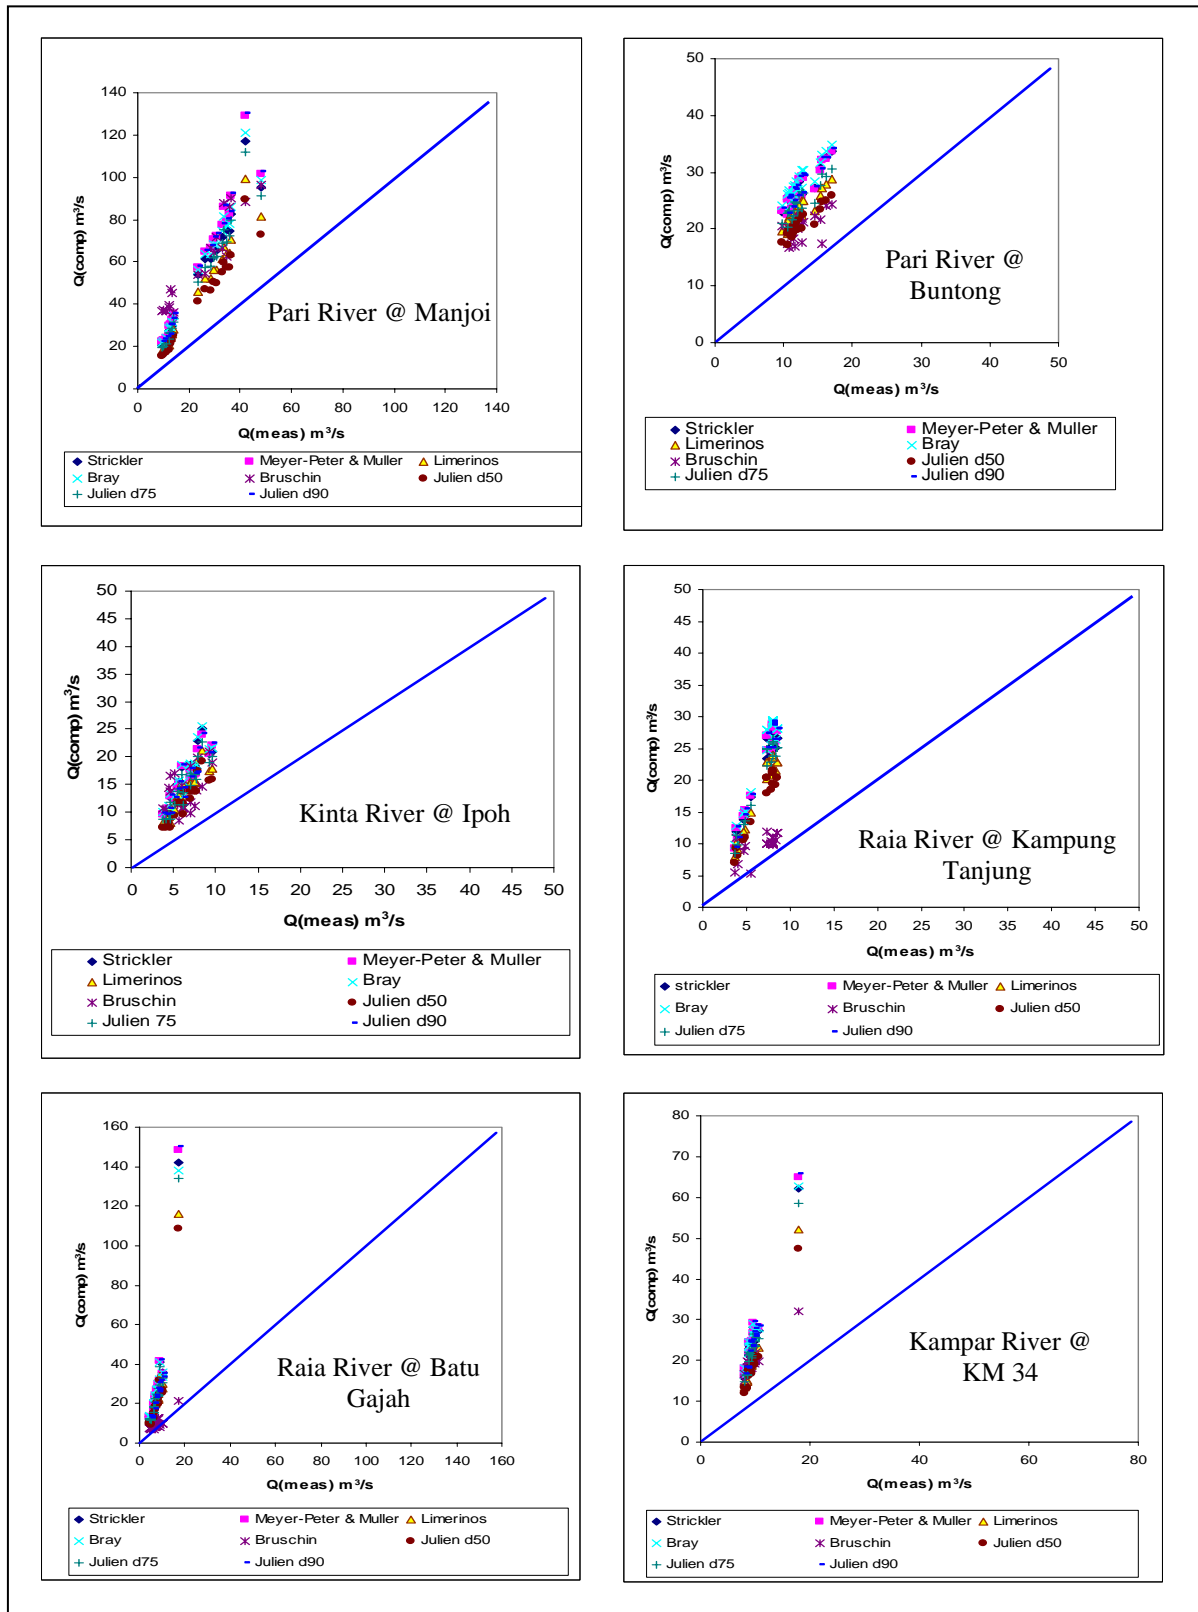 Q(comp) m³/s
140
120
100
80
60
40
20
0
0 20 40 60 80 100 120 140
Q(meas) m³/s
Pari River @ Manjoi
Strickler Meyer-Peter & Muller Limerinos
Bray Bruschin Julien d50
Julien d75 Julien d90
Q(comp) m³/s
50
40
30
20
10
0
0 10 20 30 40 50
Q(meas) m³/s
Pari River @
Buntong
Strickler Meyer-Peter & Muller
Limerinos Bray
Bruschin Julien d50
Julien d75 Julien d90
Q(comp) m³/s
50
45
40
35
30
25
20
15
10
5
0
0 5 10 15 20 25 30 35 40 45 50
Q(meas) m³/s
Kinta River @ Ipoh
Strickler Meyer-Peter & Muller
Limerinos Bray
Bruschin Julien d50
Julien 75 Julien d90
Q(comp) m³/s
50
45
40
35
30
25
20
15
10
5
0
0 5 10 15 20 25 30 35 40 45 50
Q(meas) m³/s
Raia River @ Kampung
Tanjung
strickler Meyer-Peter & Muller Limerinos
Bray Bruschin Julien d50
Julien d75 Julien d90
Q(comp) m³/s
160
140
120
100
80
60
40
20
0
0 20 40 60 80 100 120 140 160
Q(meas) m³/s
Raia River @ Batu
Gajah
Strickler Meyer-Peter & Muller Limerinos
Bray Bruschin Julien d50
Julien d75 Julien d90
Q(comp) m³/s
80
70
60
50
40
30
20
10
0
0 20 40 60 80
Q(meas) m³/s
Kampar River @
KM 34
Strickler Meyer-Peter & Muller Limerinos
Bray Bruschin Julien d50
Julien d75 Julien d90